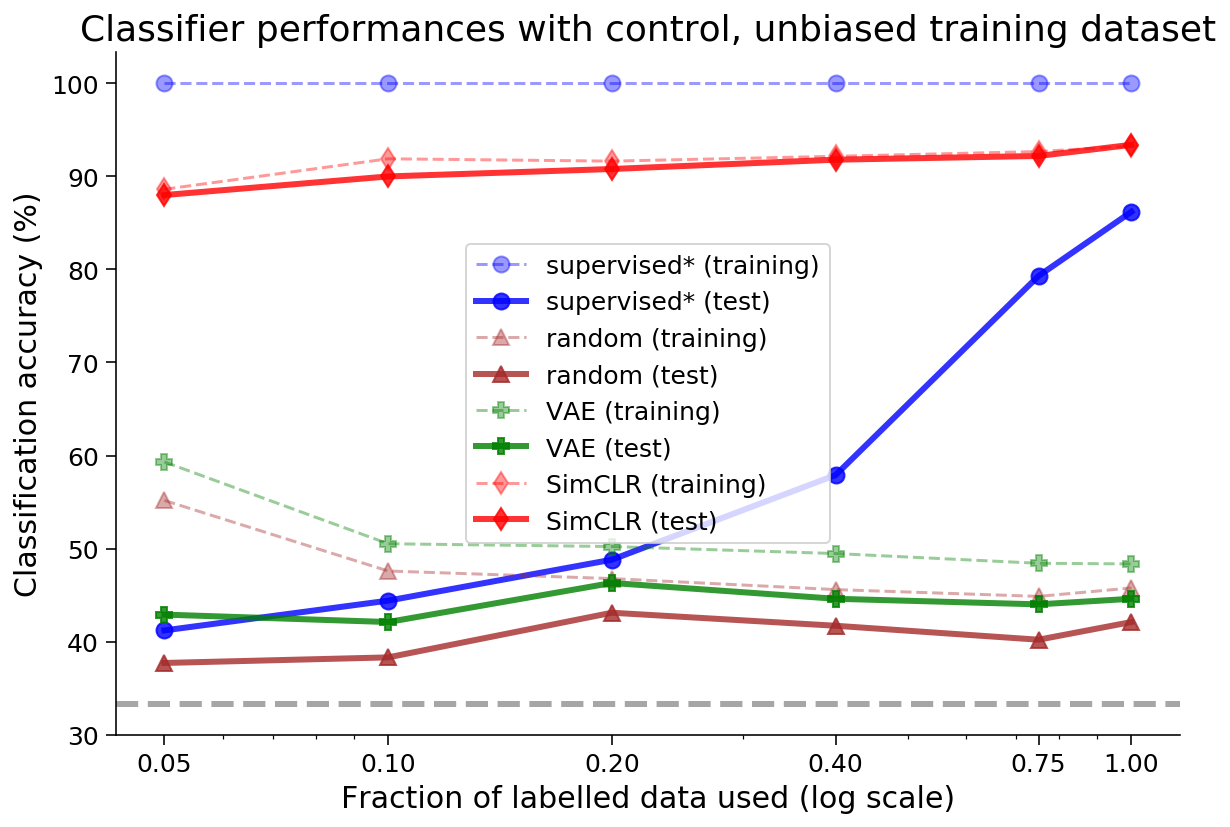 Classifier performances with control, unbiased training dataset
Classification accuracy (%)
100
90
80
70
60
50
40
30
supervised* (training)
supervised* (test)
random (training)
random (test)
VAE (training)
VAE (test)
SimCLR (training)
SimCLR (test)
0.05 0.10 0.20 0.40 0.75 1.00
Fraction of labelled data used (log scale)